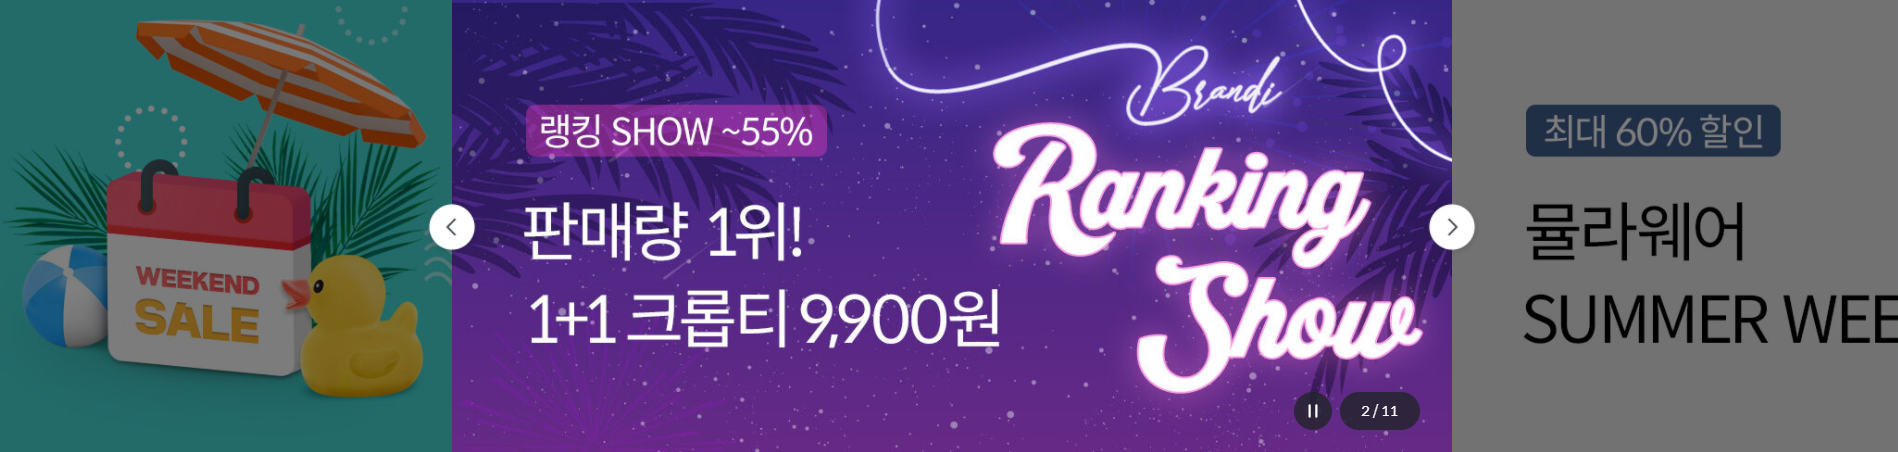 WEEKEND
SALE
랭킹 SHOW ~55%
판매량 1위!
1+1 크롭티 9,900원
Brandi
Ranking
Show
2 / 11
최대 60% 할인
뮬라웨어
SUMMER WEE